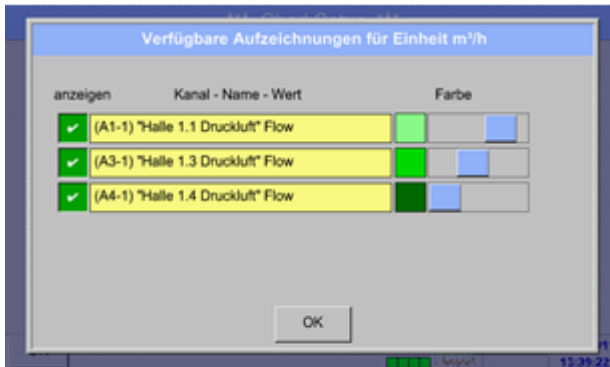 Verfügbare Aufzeichnungen für Einheit m³/h
anzeigen Kanal - Name - Wert Farbe
(A1-1) "Halle 1.1 Druckluft" Flow
(A3-1) "Halle 1.3 Druckluft" Flow
(A4-1) "Halle 1.4 Druckluft" Flow
OK
13:39:22